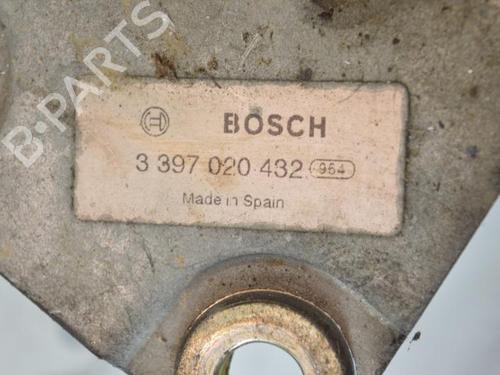 B-PARTS
BOSCH
3 397 020 432 964
Made in Spain